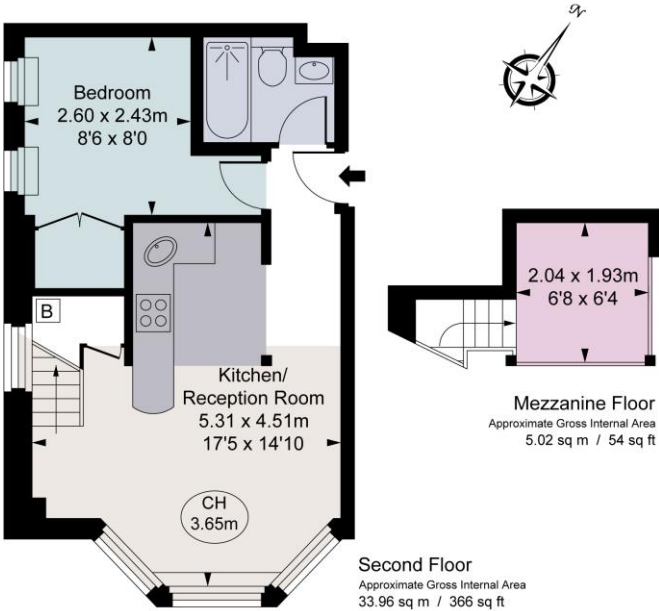 N
Bedroom
2.60 x 2.43m
8'6 x 8'0
B
2.04 x 1.93m
6'8 x 6'4
Kitchen/
Reception Room
5.31 x 4.51m
17'5 x 14'10
CH
3.65m
Mezzanine Floor
Approximate Gross Internal Area
5.02 sq m / 54 sq ft
Second Floor
Approximate Gross Internal Area
33.96 sq m / 366 sq ft